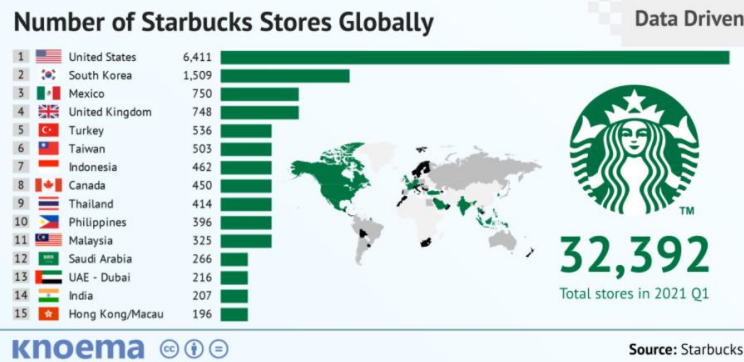 Number of Starbucks Stores Globally
Data Driven
1 United States 6,411
2 South Korea 1,509
3 Mexico 750
4 United Kingdom 748
5 Turkey 536
6 Taiwan 503
7 Indonesia 462
8 Canada 450
9 Thailand 414
10 Philippines 396
11 Malaysia 325
12 Saudi Arabia 266
13 UAE - Dubai 216
14 India 207
15 Hong Kong/Macau 196
TM
32,392
Total stores in 2021 Q1
knoema
cc
Source: Starbucks